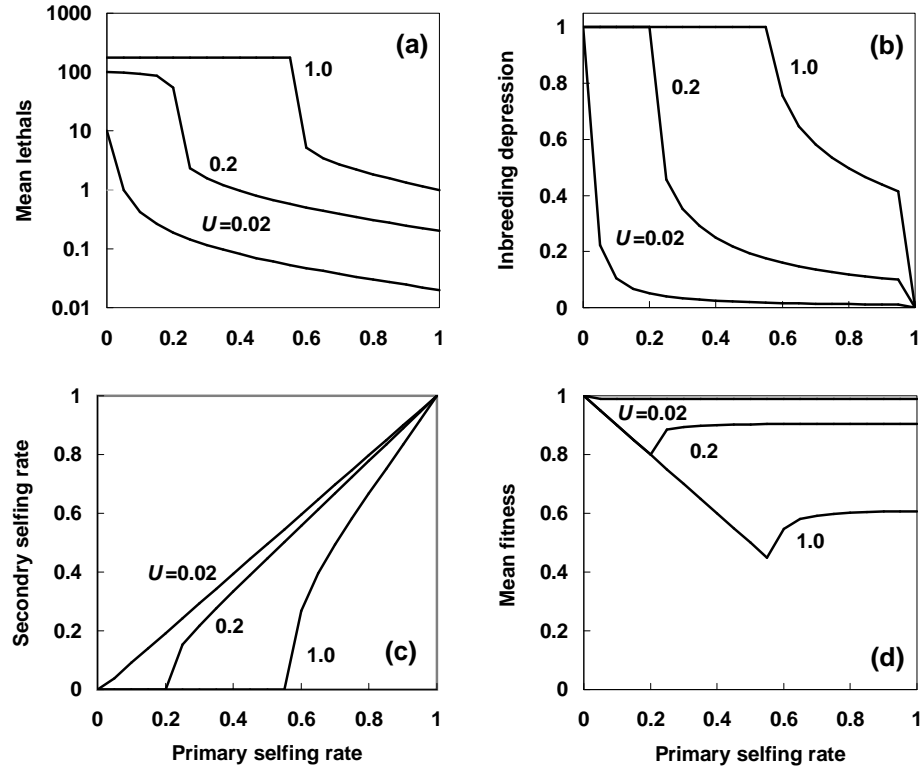 1000
100
10
1
0.1
0.01
Mean lethals
(a)
1.0
0.2
U=0.02
0 0.2 0.4 0.6 0.8 1
1
0.8
0.6
0.4
0.2
0
Inbreeding depression
(b)
1.0
0.2
U=0.02
0 0.2 0.4 0.6 0.8 1
1
0.8
0.6
0.4
0.2
0
Secondry selfing rate
U=0.02
0.2
1.0
(c)
0 0.2 0.4 0.6 0.8 1
Primary selfing rate
1
0.8
0.6
0.4
0.2
0
Mean fitness
U=0.02
0.2
1.0
(d)
0 0.2 0.4 0.6 0.8 1
Primary selfing rate